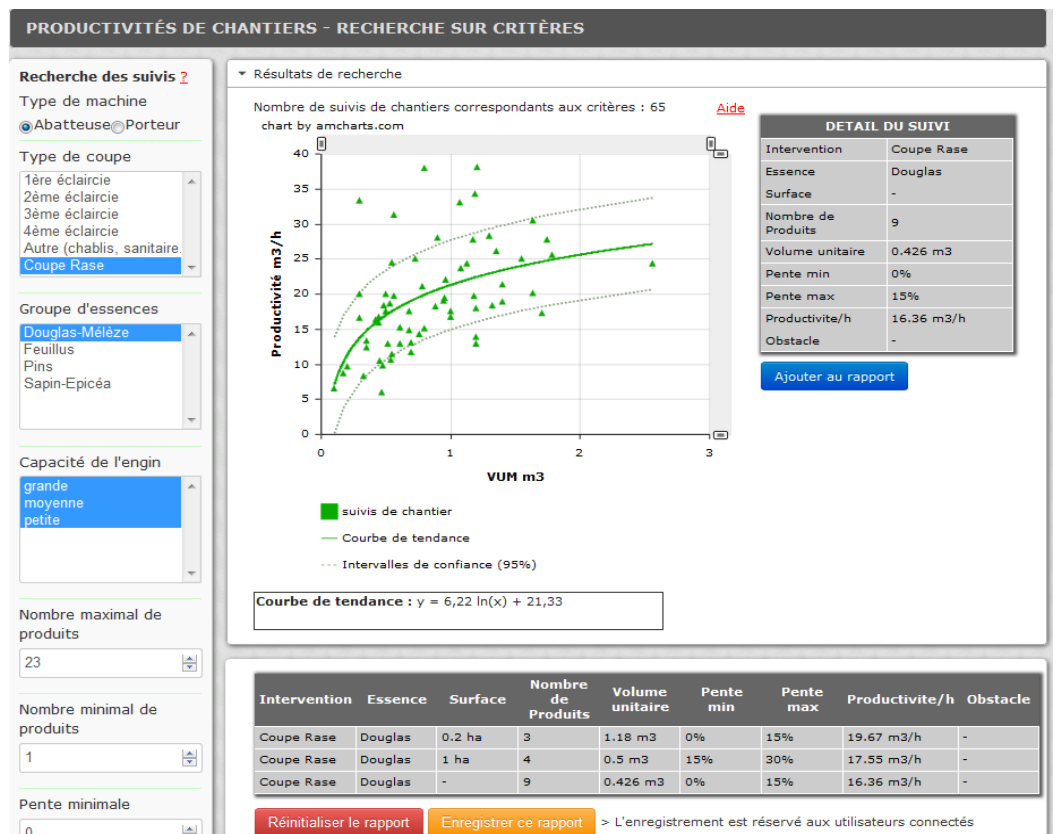 PRODUCTIVITÉS DE CHANTIERS - RECHERCHE SUR CRITÈRES
Recherche des suivis ?
Type de machine
Abatteuse Porteur
Type de coupe
1ère éclaircie
2ème éclaircie
3ème éclaircie
4ème éclaircie
Autre (chablis, sanitaire.
Coupe Rase
Groupe d'essences
Douglas-Mélèze
Feuillus
Pins
Sapin-Epicéa
Capacité de l'engin
grande
moyenne
petite
Nombre maximal de
produits
23
Nombre minimal de
produits
1
Pente minimale
0
Résultats de recherche
Nombre de suivis de chantiers correspondants aux critères : 65
Aide
chart by amcharts.com
40
35
30
25
20
15
10
5
0
Productivité m3/h
0 1 2 3
VUM m3
suivis de chantier
Courbe de tendance
Intervalles de confiance (95%)
Courbe de tendance : y = 6,22 ln(x) + 21,33
DETAIL DU SUIVI
Intervention Coupe Rase
Essence Douglas
Surface -
Nombre de
Produits 9
Volume unitaire 0.426 m3
Pente min 0%
Pente max 15%
Productivite/h 16.36 m3/h
Obstacle -
Ajouter au rapport
Intervention Essence Surface Nombre de Produits Volume unitaire Pente min Pente max Productivite/h Obstacle
Coupe Rase Douglas 0.2 ha 3 1.18 m3 0% 15% 19.67 m3/h -
Coupe Rase Douglas 1 ha 4 0.5 m3 15% 30% 17.55 m3/h -
Coupe Rase Douglas - 9 0.426 m3 0% 15% 16.36 m3/h -
Réinitialiser le rapport Enregistrer ce rapport > L'enregistrement est réservé aux utilisateurs connectés